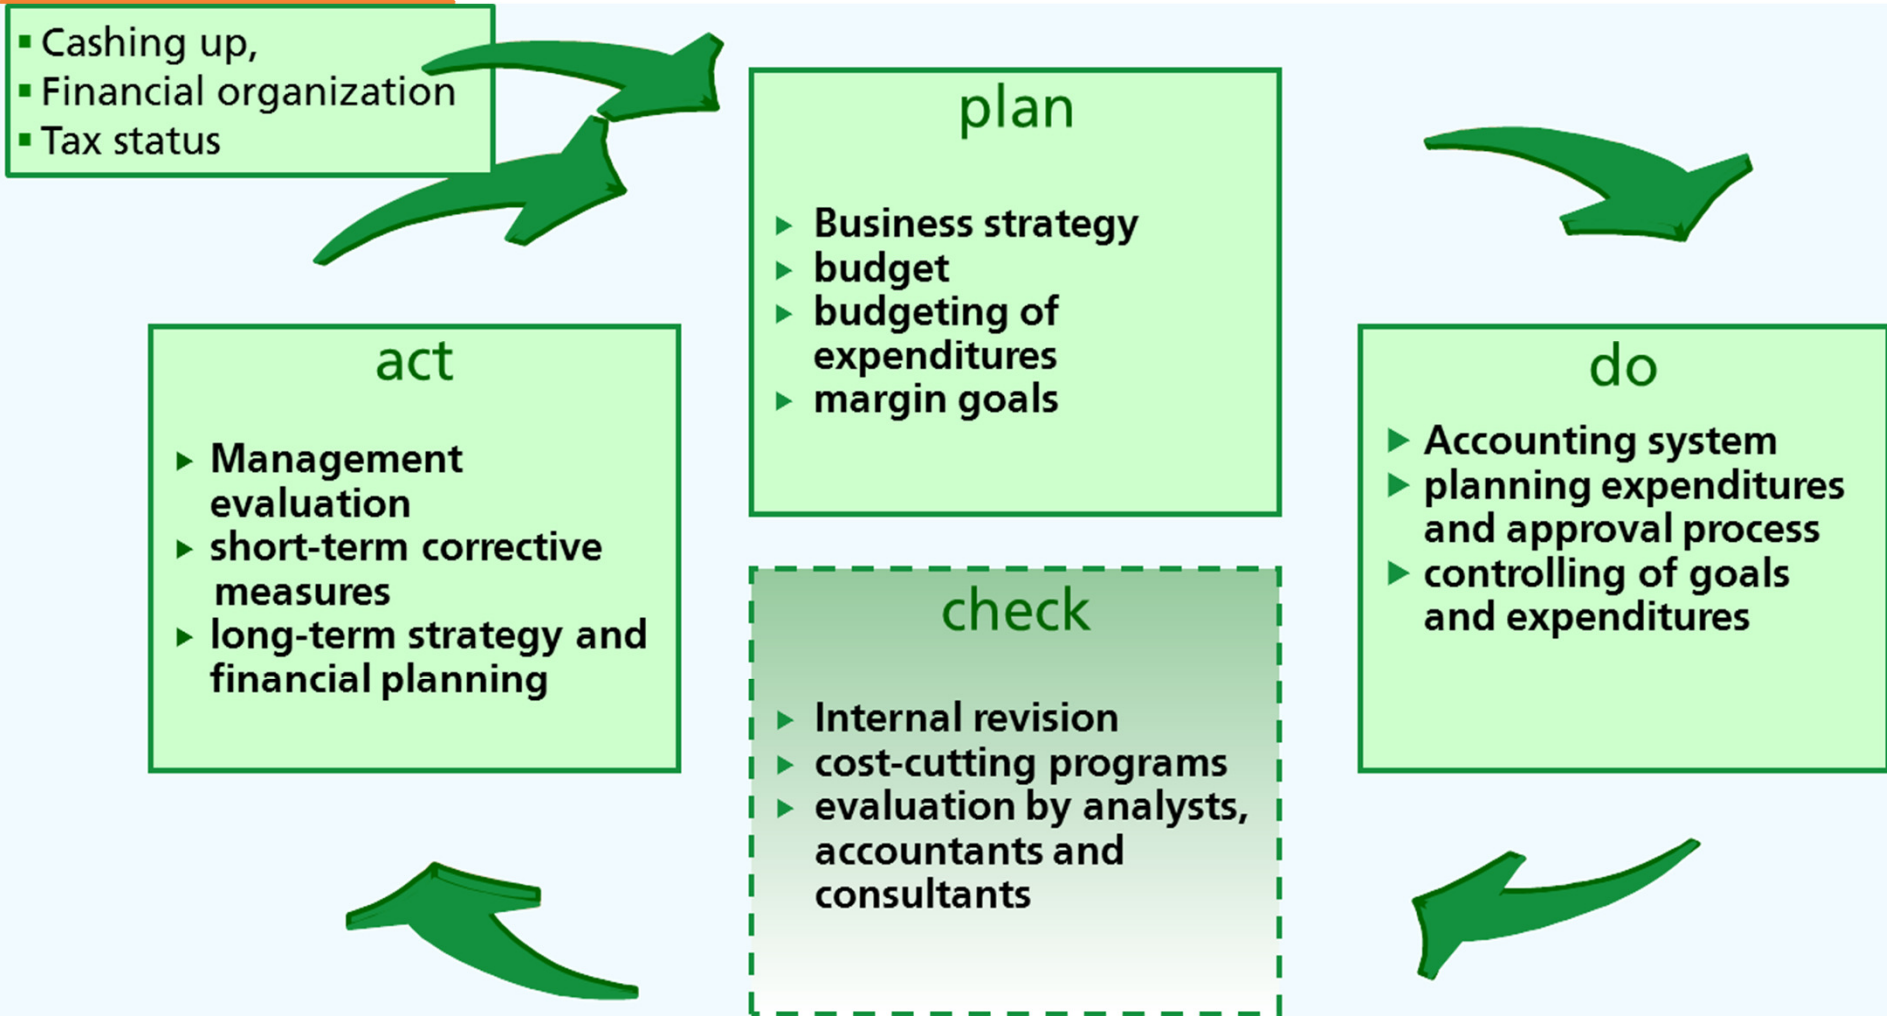 Cashing up,
Financial organization
Tax status
plan
Business strategy
budget
budgeting of
expenditures
margin goals
act
Management
evaluation
short-term corrective
measures
long-term strategy and
financial planning
do
Accounting system
planning expenditures
and approval process
controlling of goals
and expenditures
check
Internal revision
cost-cutting programs
evaluation by analysts,
accountants and
consultants